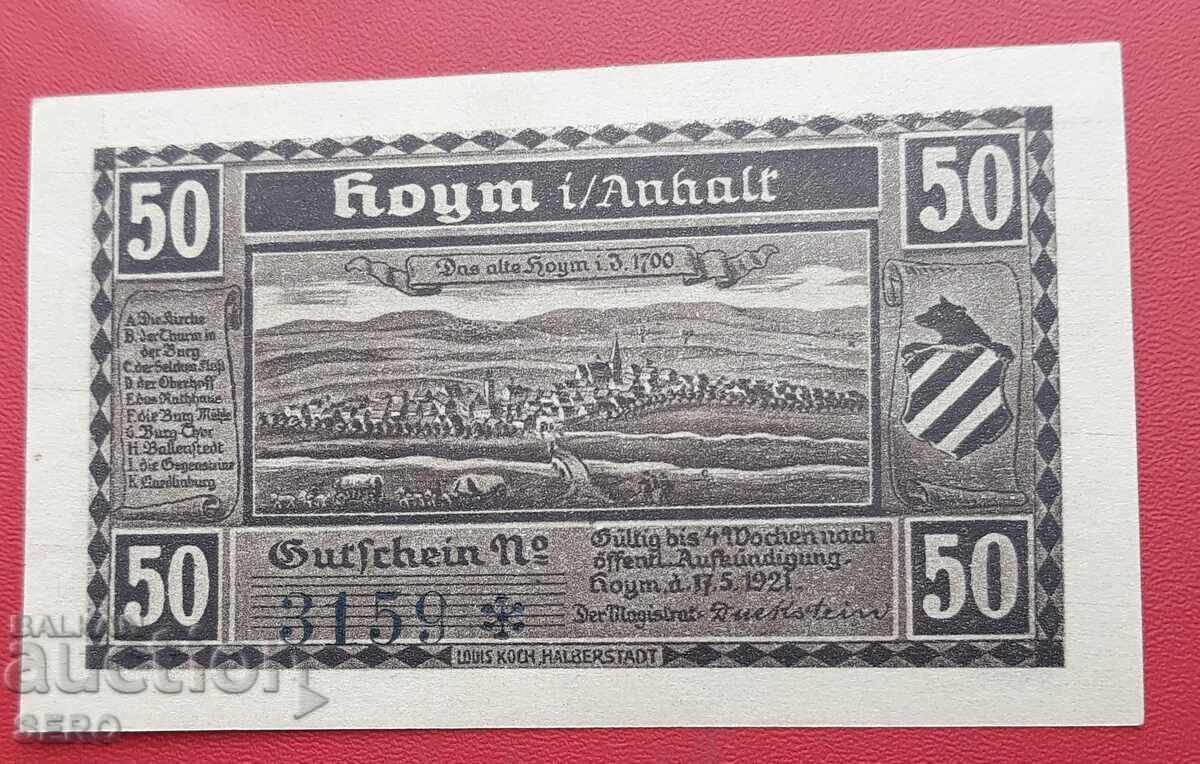 50
Hoym i/Anhalt
50
Das alte Hoym i. J. 1700
A. Die Kirche
B. der Thurm in
der Burg
C. der Seldus Fluß
D. der Oberhoff
E. das Rathhaus
F. die Burg Mühle
G. Burg Thor
H. Ballenstedt
I. die Gegensteine
K. Quedlinburg
50
Gutschein No
3159 *
Gültig bis 4 Wochen nach
öffentl. Aufkündigung.
Hoym d. 17.5.1921.
Der Magistrat
50
LOUIS KOCH, HALBERSTADT
BALKAN
auction
SERO